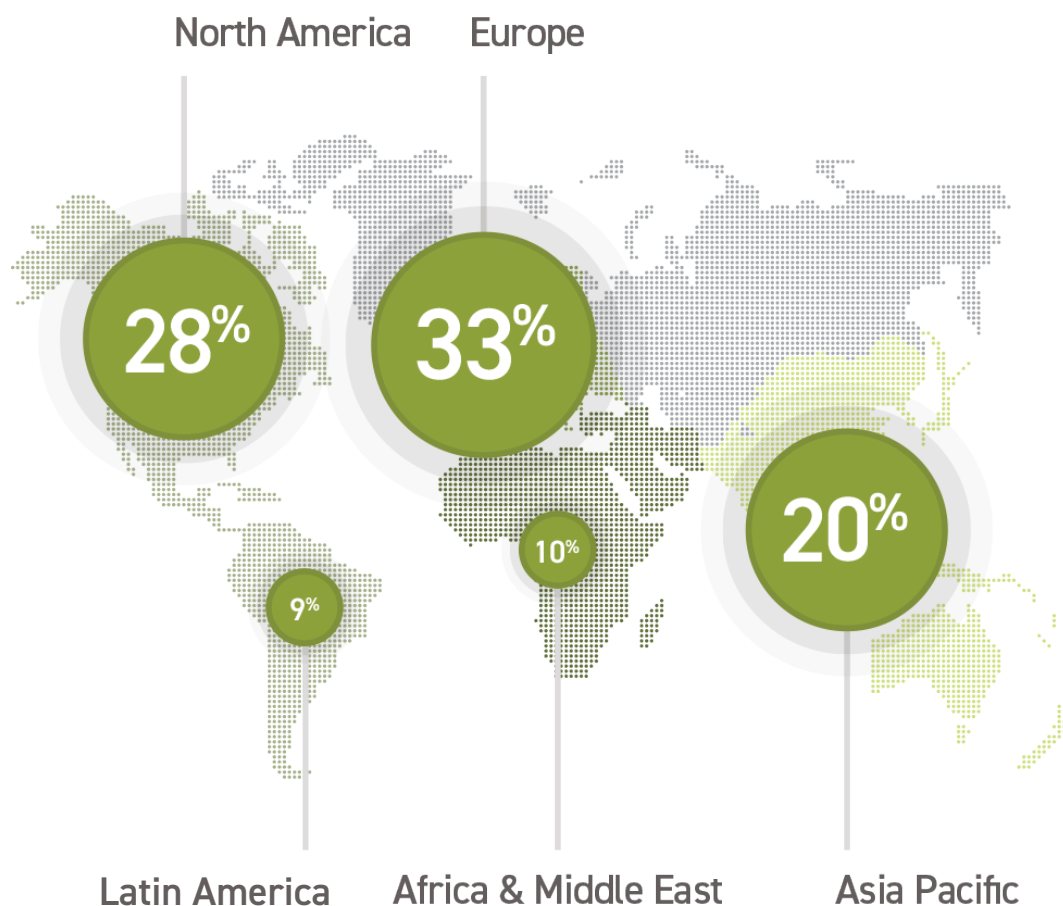 North America Europe
28%
33%
20%
10%
9%
Latin America Africa & Middle East Asia Pacific